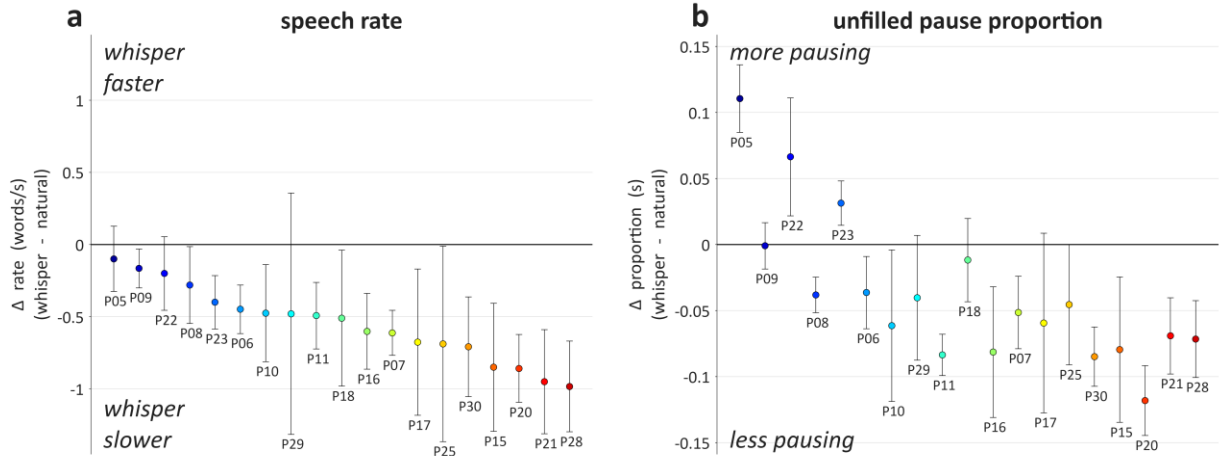 a
speech rate
whisper
faster
1
0.5
0
-0.5
-1
Δ rate (words/s)
(whisper - natural)
P05
P09
P22
P08
P23
P06
P10
P29
P11
P18
P16
P07
P17
P25
P30
P15
P20
P21
P28
whisper
slower
b
unfilled pause proportion
more pausing
0.15
0.1
0.05
0
-0.05
-0.1
-0.15
Δ proportion (s)
(whisper - natural)
P05
P09
P22
P08
P23
P06
P10
P29
P11
P18
P16
P07
P17
P25
P30
P15
P20
P21
P28
less pausing